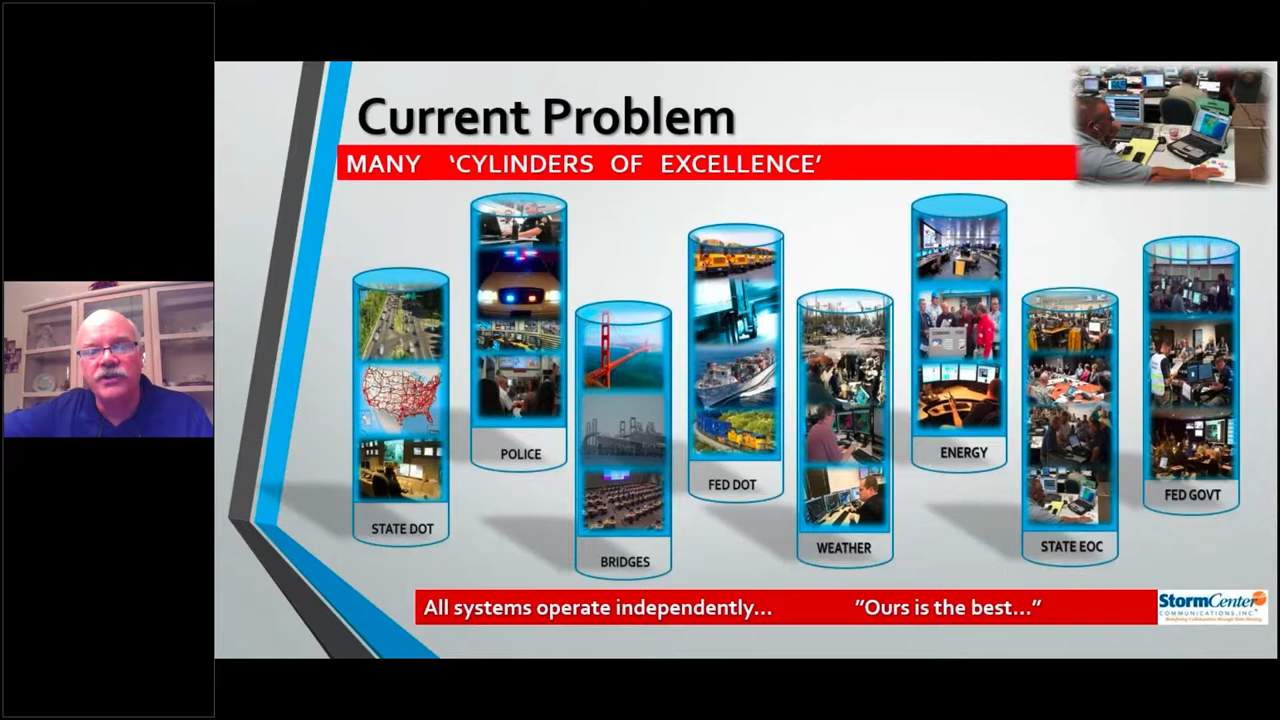 Current Problem
MANY ‘CYLINDERS OF EXCELLENCE’
STATE DOT
POLICE
BRIDGES
FED DOT
WEATHER
ENERGY
STATE EOC
FED GOVT
All systems operate independently... ”Ours is the best...”
StormCenter
COMMUNICATIONS, INC